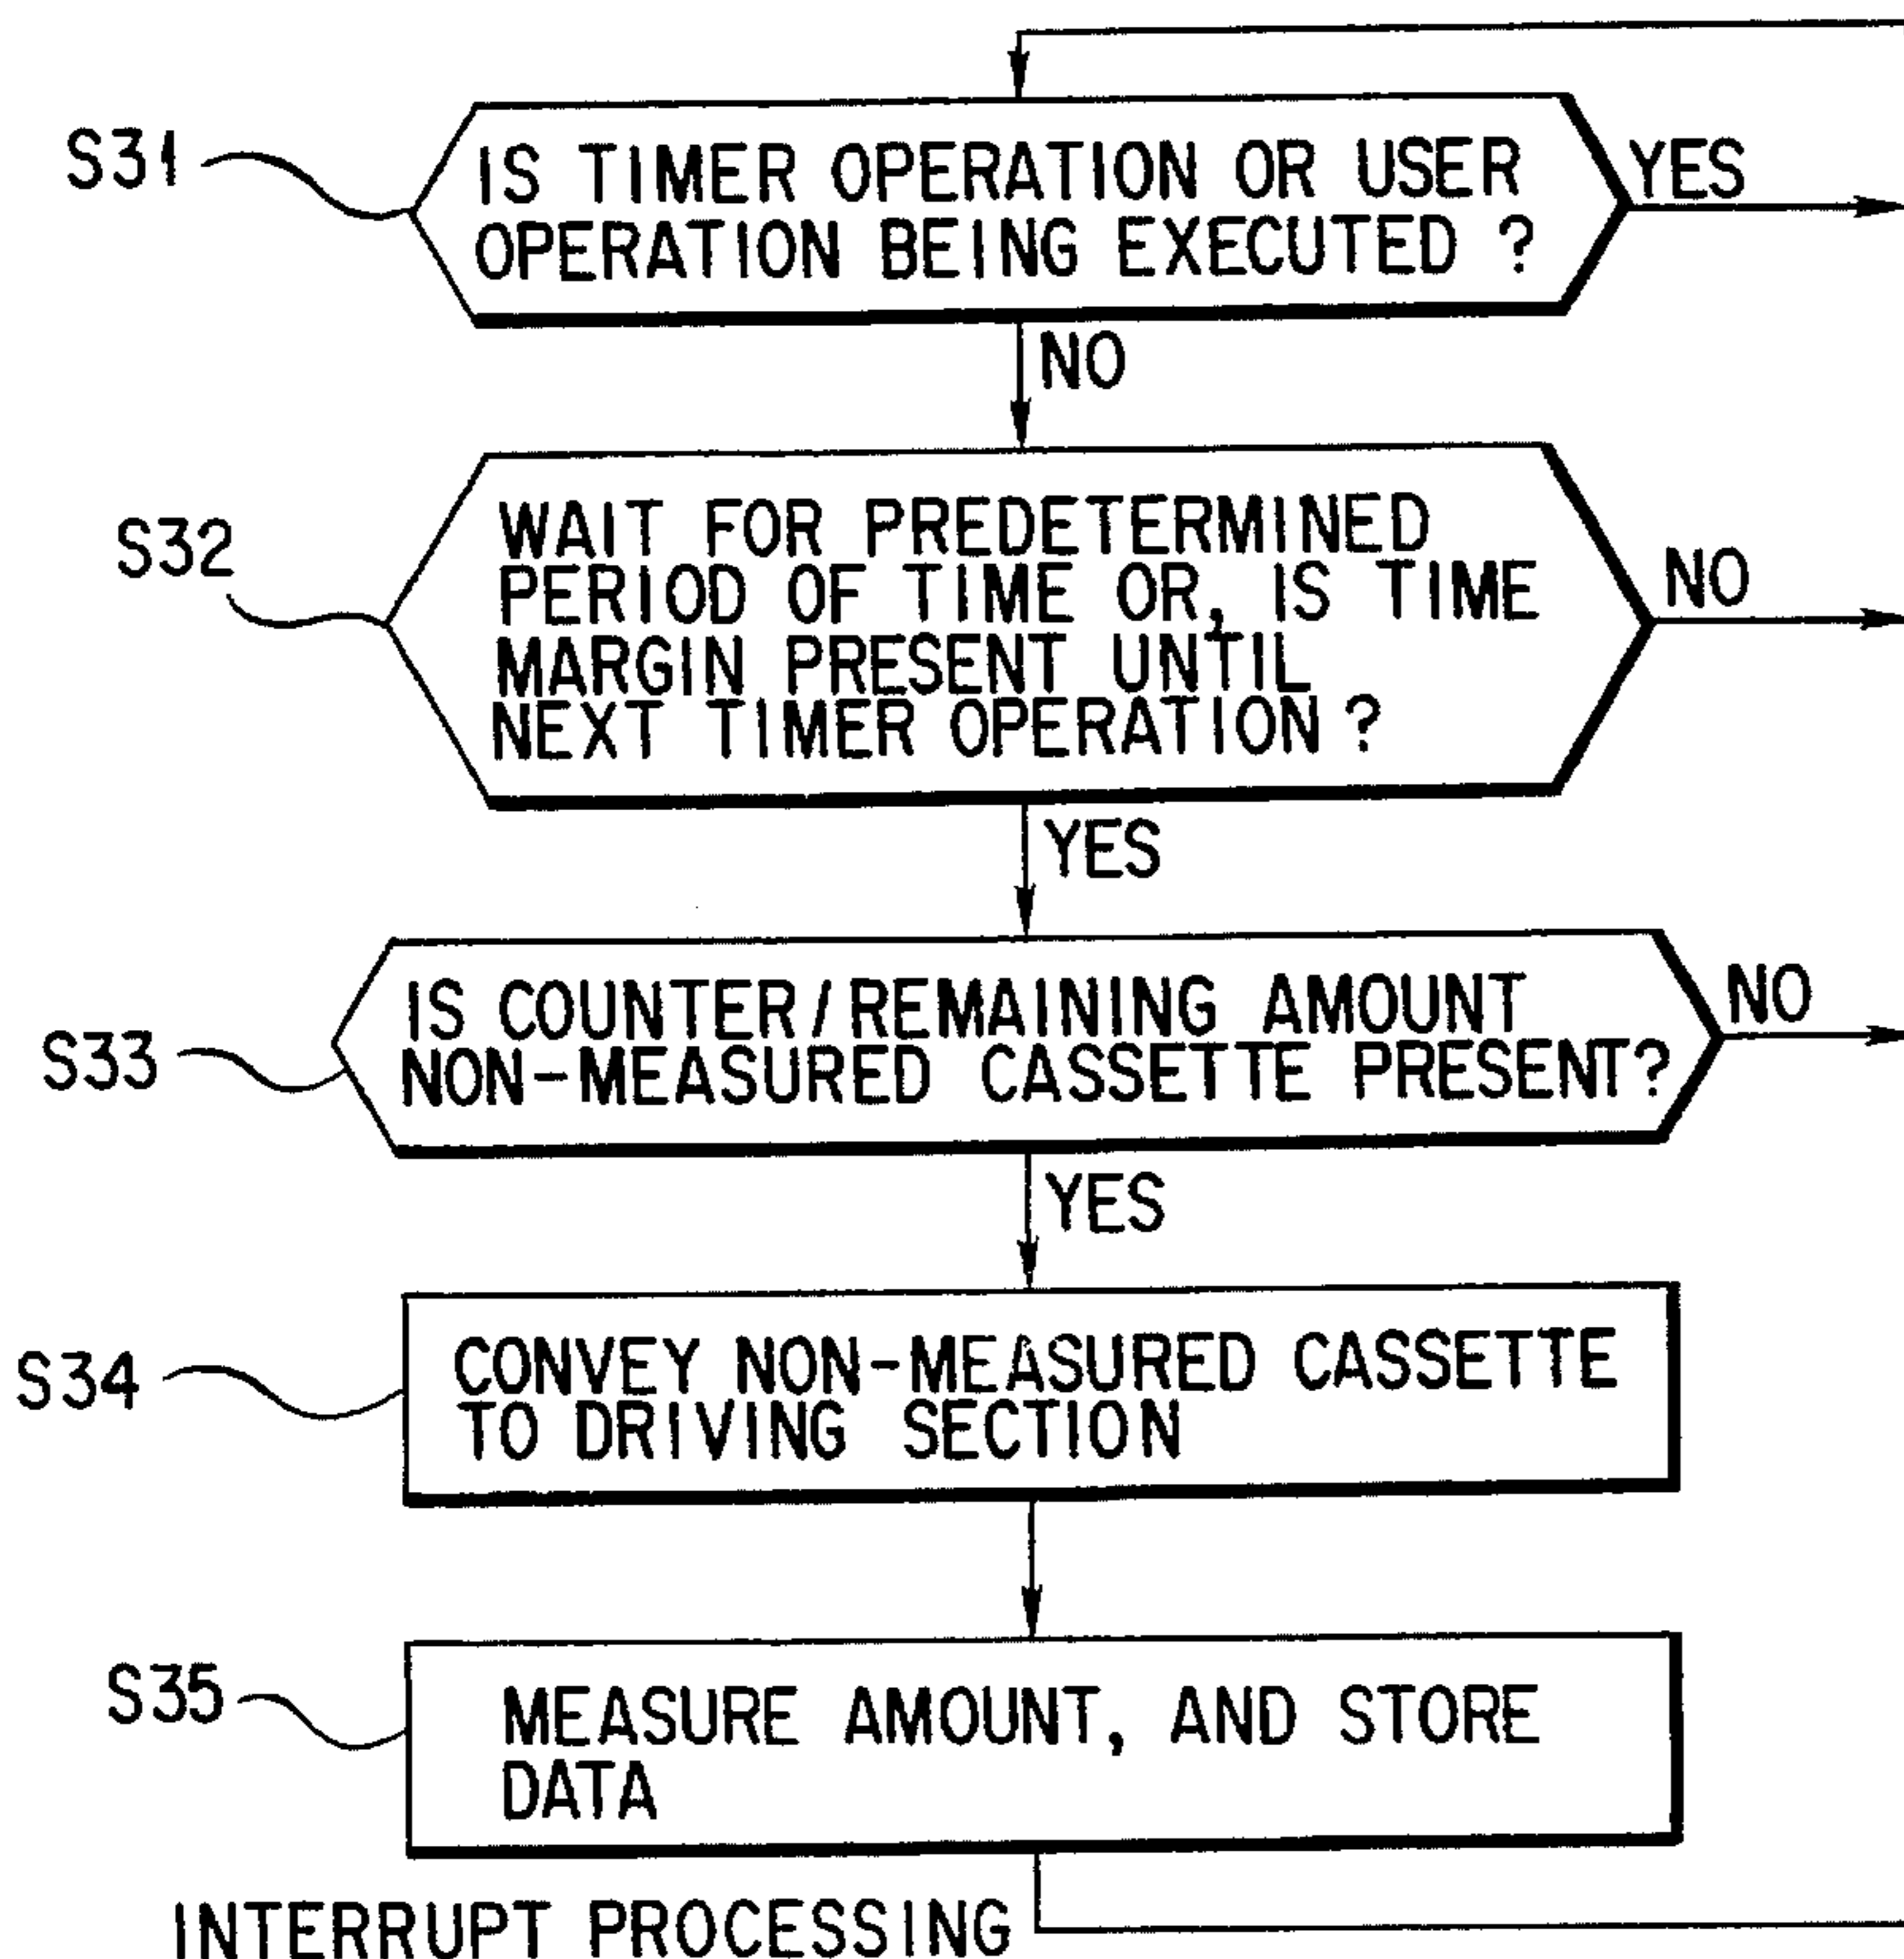 S31
IS TIMER OPERATION OR USER
OPERATION BEING EXECUTED ?
YES
NO
S32
WAIT FOR PREDETERMINED
PERIOD OF TIME OR, IS TIME
MARGIN PRESENT UNTIL
NEXT TIMER OPERATION ?
NO
YES
S33
IS COUNTER/REMAINING AMOUNT
NON-MEASURED CASSETTE PRESENT?
NO
YES
S34
CONVEY NON-MEASURED CASSETTE
TO DRIVING SECTION
S35
MEASURE AMOUNT, AND STORE
DATA
INTERRUPT PROCESSING